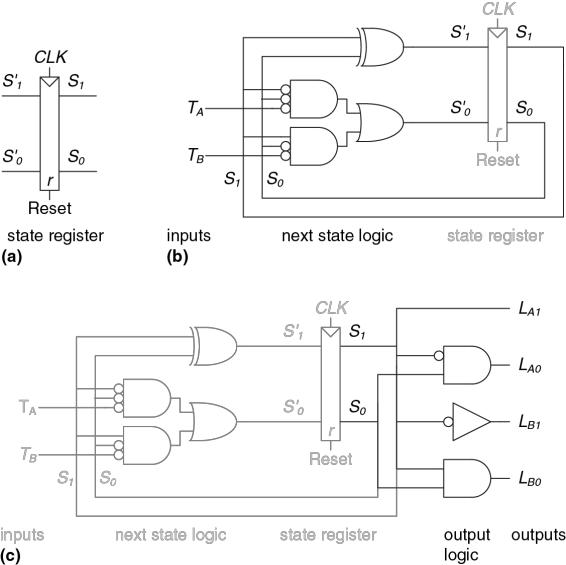 CLK
S'1 S1
S'0 S0
r
Reset
state register
(a)
CLK
S'1 S1
TA
S'0 S0
TB
r
S1 S0
Reset
inputs next state logic state register
(b)
CLK
LA1
S'1 S1
LA0
TA
S'0 S0
LB1
TB
r
S1 S0
Reset
LB0
inputs next state logic state register output logic outputs
(c)